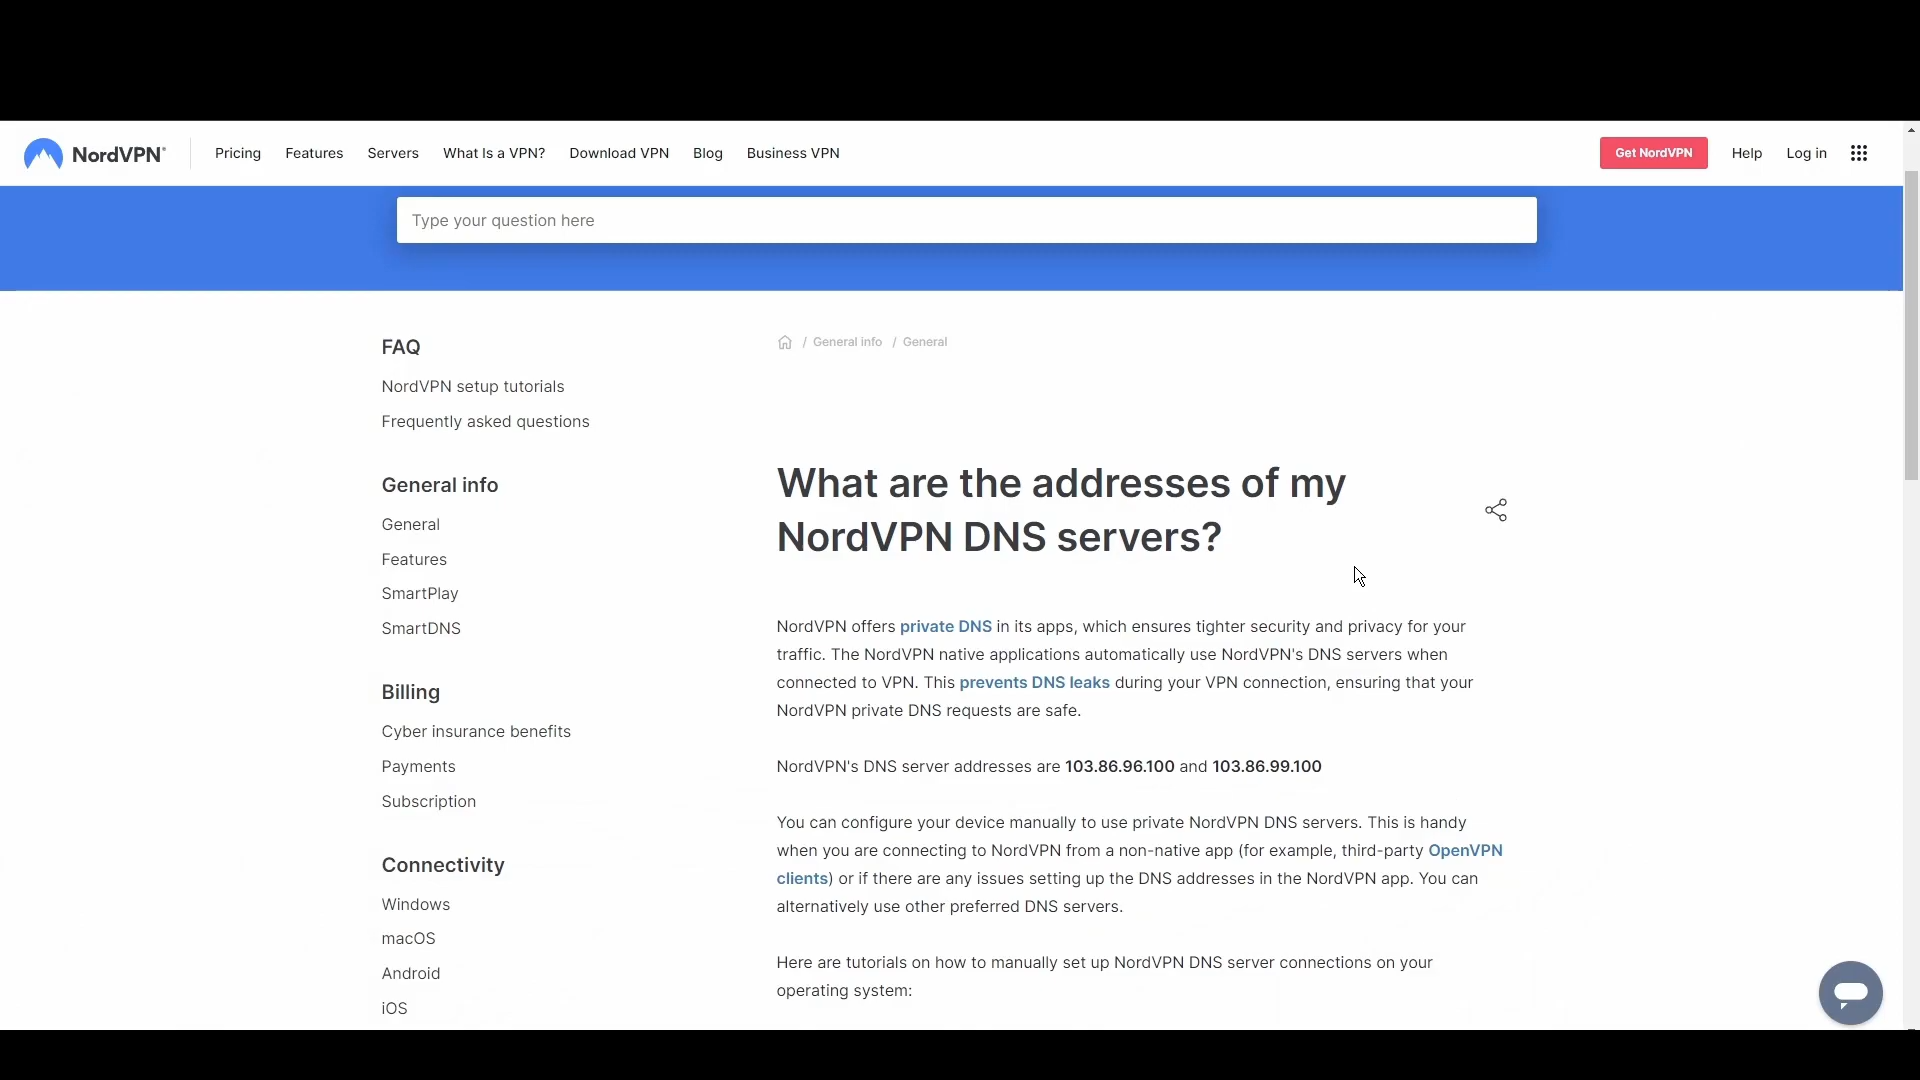 NordVPN®
Pricing
Features
Servers
What Is a VPN?
Download VPN
Blog
Business VPN
Get NordVPN
Help
Log in
Type your question here
FAQ
NordVPN setup tutorials
Frequently asked questions
General info
General
Features
SmartPlay
SmartDNS
Billing
Cyber insurance benefits
Payments
Subscription
Connectivity
Windows
macOS
Android
iOS
/ General info / General
What are the addresses of my
NordVPN DNS servers?
NordVPN offers private DNS in its apps, which ensures tighter security and privacy for your
traffic. The NordVPN native applications automatically use NordVPN's DNS servers when
connected to VPN. This prevents DNS leaks during your VPN connection, ensuring that your
NordVPN private DNS requests are safe.
NordVPN's DNS server addresses are 103.86.96.100 and 103.86.99.100
You can configure your device manually to use private NordVPN DNS servers. This is handy
when you are connecting to NordVPN from a non-native app (for example, third-party OpenVPN
clients) or if there are any issues setting up the DNS addresses in the NordVPN app. You can
alternatively use other preferred DNS servers.
Here are tutorials on how to manually set up NordVPN DNS server connections on your
operating system: